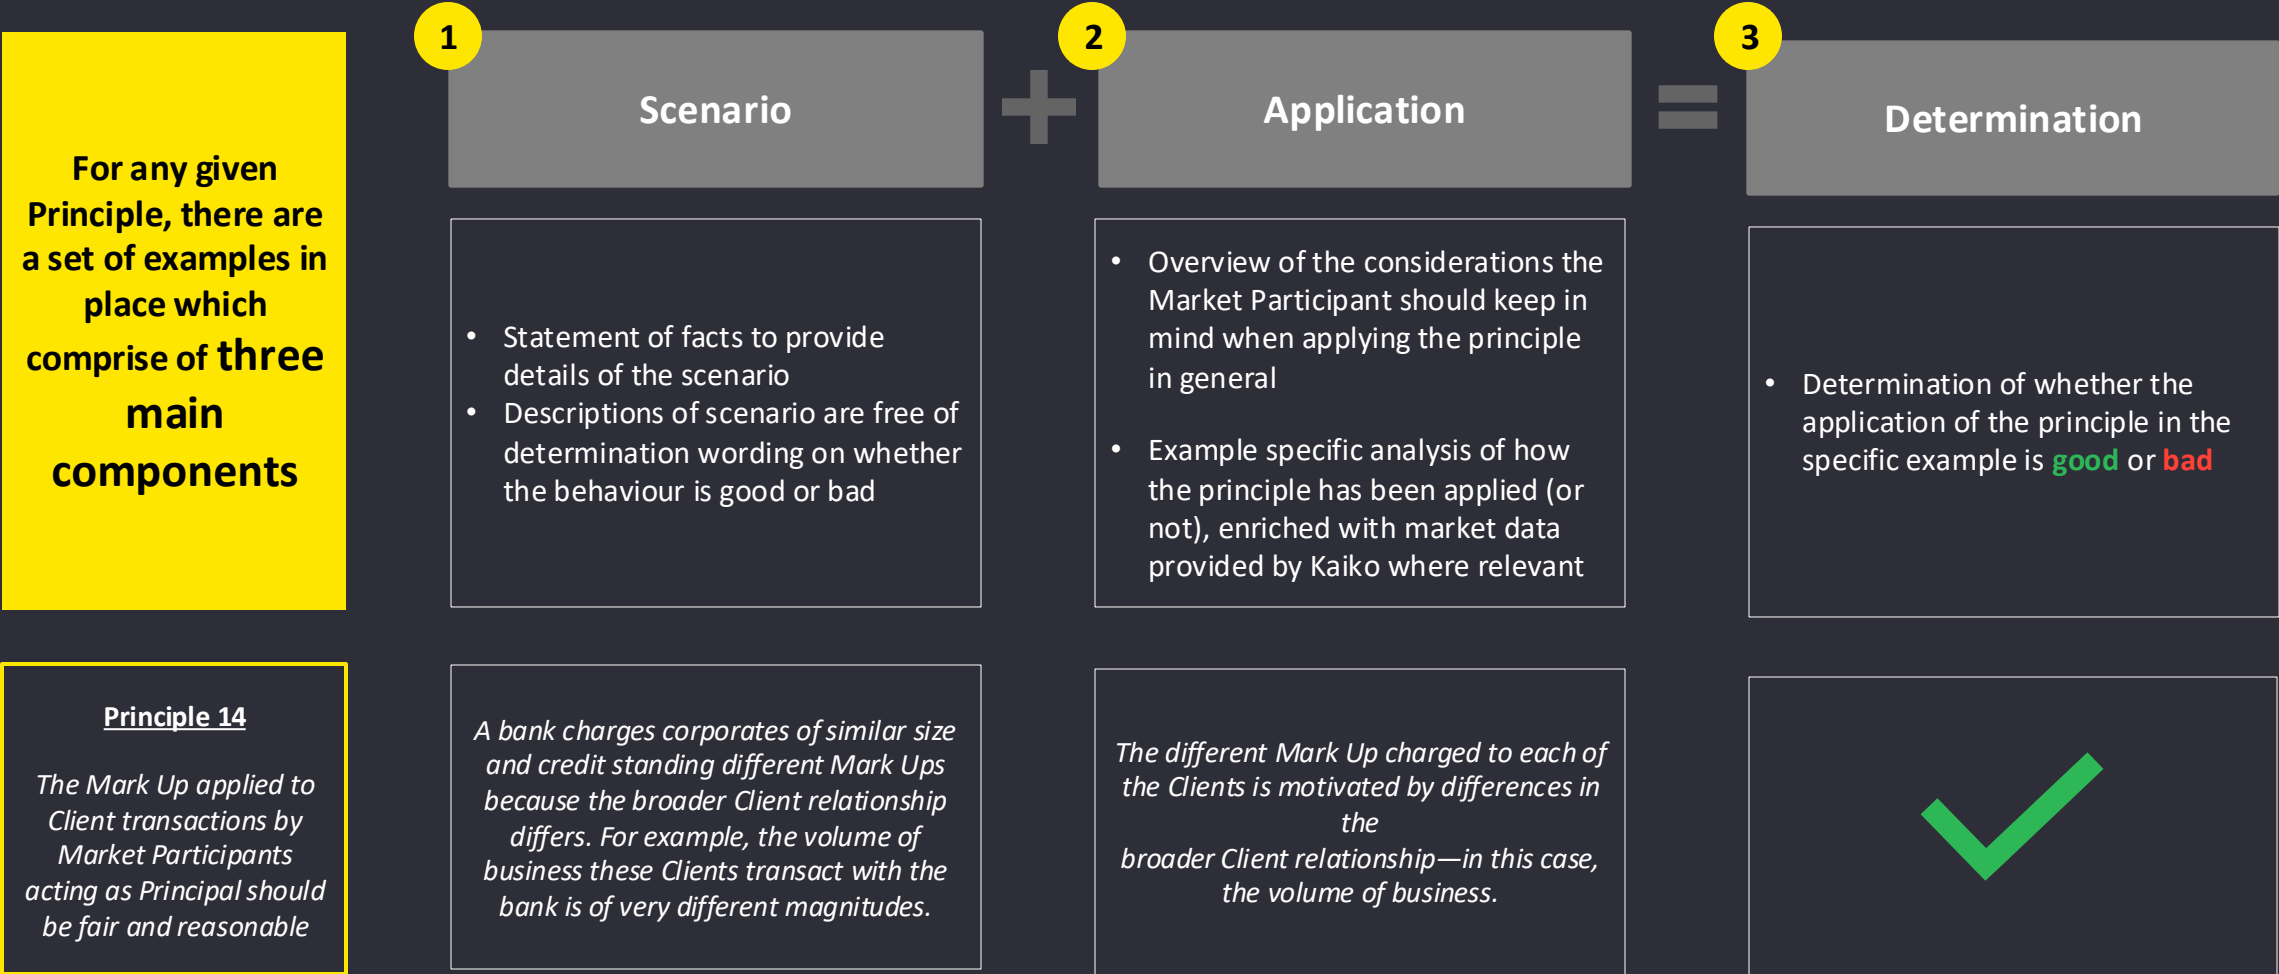 For any given
Principle, there are
a set of examples in
place which
comprise of three
main
components
1
Scenario
2
Application
3
Determination
• Statement of facts to provide
details of the scenario
• Descriptions of scenario are free of
determination wording on whether
the behaviour is good or bad
• Overview of the considerations the
Market Participant should keep in
mind when applying the principle
in general
• Example specific analysis of how
the principle has been applied (or
not), enriched with market data
provided by Kaiko where relevant
• Determination of whether the
application of the principle in the
specific example is good or bad
Principle 14
The Mark Up applied to
Client transactions by
Market Participants
acting as Principal should
be fair and reasonable
A bank charges corporates of similar size
and credit standing different Mark Ups
because the broader Client relationship
differs. For example, the volume of
business these Clients transact with the
bank is of very different magnitudes.
The different Mark Up charged to each of
the Clients is motivated by differences in
the
broader Client relationship—in this case,
the volume of business.